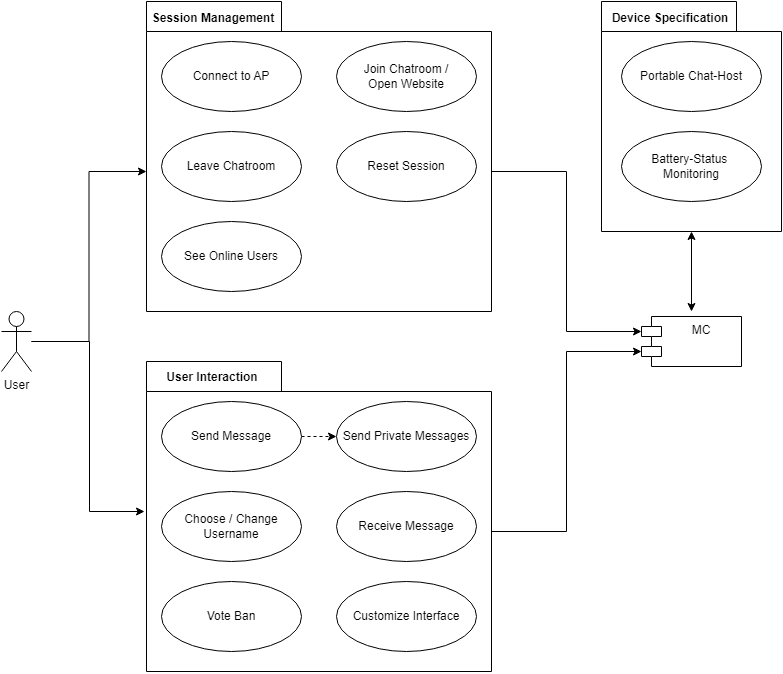 Session Management
Connect to AP
Join Chatroom /
Open Website
Leave Chatroom
Reset Session
See Online Users
Device Specification
Portable Chat-Host
Battery-Status
Monitoring
MC
User
User Interaction
Send Message
Send Private Messages
Choose / Change
Username
Receive Message
Vote Ban
Customize Interface